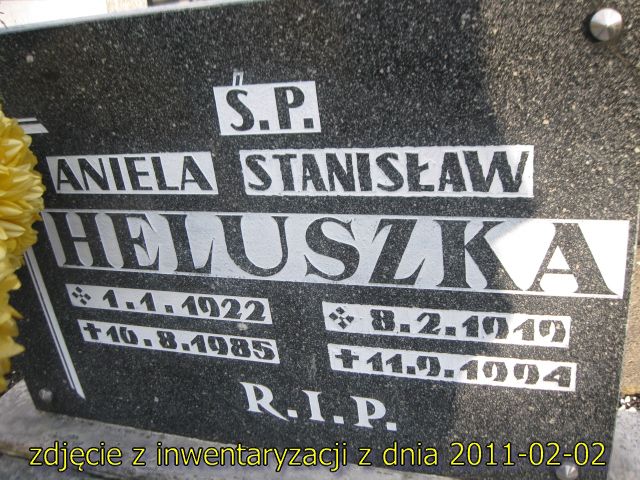 Ś.P.
ANIELA STANISŁAW
HELUSZKA
1.1.1922 8.2.1919
†16.8.1985 †11.9.1994
R.I.P.
zdjęcie z inwentaryzacji z dnia 2011-02-02